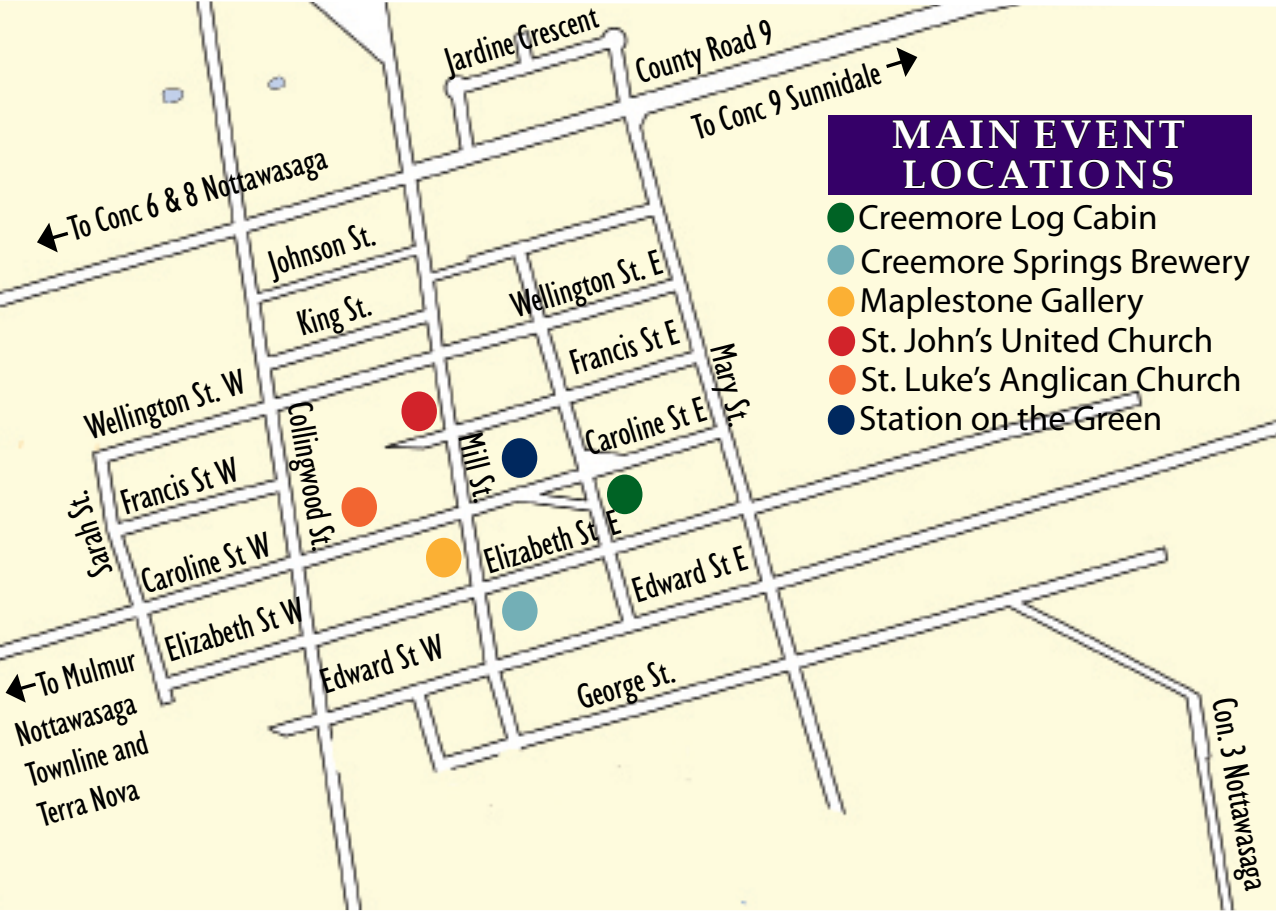 Jardine Crescent
County Road 9
To Conc 9 Sunnidale
To Conc 6 & 8 Nottawasaga
MAIN EVENT
LOCATIONS
Creemore Log Cabin
Creemore Springs Brewery
Maplestone Gallery
St. John's United Church
St. Luke's Anglican Church
Station on the Green
Johnson St.
King St.
Wellington St. E
Francis St E
Mary St.
Wellington St. W
Collingwood St.
Caroline St E
Mill St.
Francis St W
Sarah St.
Caroline St W
Elizabeth St E
Edward St E
Elizabeth St W
Edward St W
George St.
To Mulmur
Nottawasaga
Townline and
Terra Nova
Con. 3 Nottawasaga